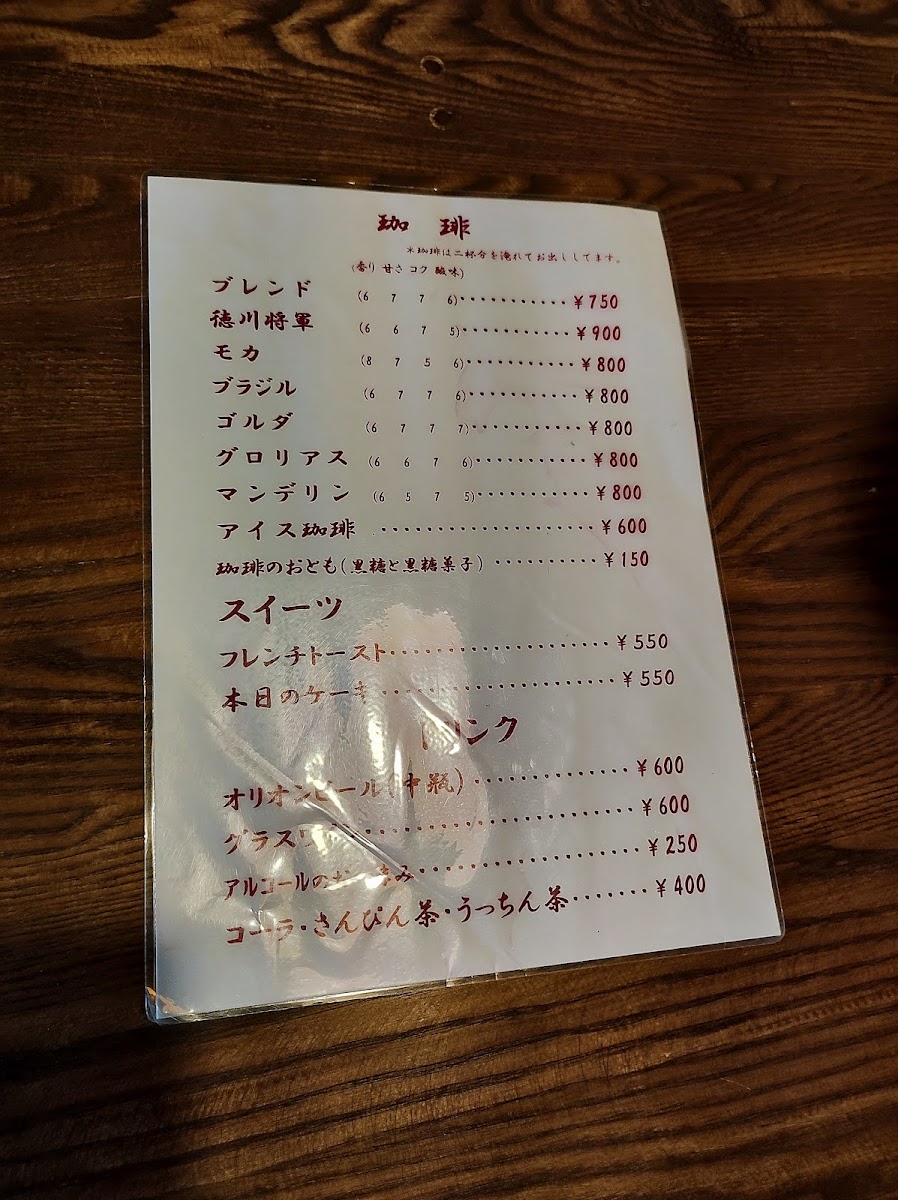 珈 琲
※珈琲は二杯分を淹れてお出ししてます。
(香り 甘さ コク 酸味)
ブレンド (6 7 7 6)･･･････････¥750
徳川将軍 (6 6 7 5)･･･････････¥900
モカ (8 7 5 6)･･･････････¥800
ブラジル (6 7 7 6)･･･････････¥800
ゴルダ (6 7 7 7)･･･････････¥800
グロリアス (6 6 7 6)･･･････････¥800
マンデリン (6 5 7 5)･･･････････¥800
アイス珈琲 ･････････････････････¥600
珈琲のおとも(黒糖と黒糖菓子) ･･････････¥150
スイーツ
フレンチトースト･････････････････････¥550
本日のケーキ･･･････････････････････¥550
ドリンク
オリオンビール(中瓶)･･････････････¥600
グラスワ･･････････････････････････¥600
アルコールのお　まみ･･････････････････････¥250
コーラ･さんぴん茶･うっちん茶･･･････¥400